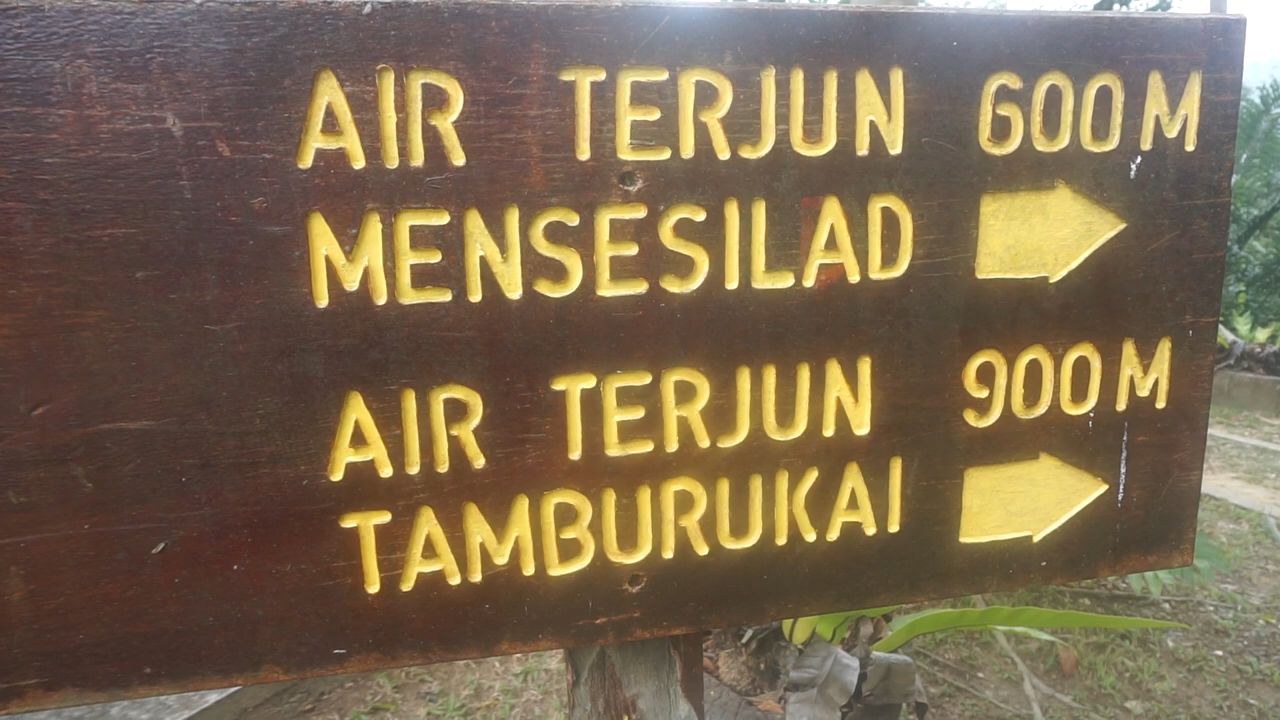 AIR TERJUN 600M
MENSESILAD
AIR TERJUN 900M
TAMBURUKAI